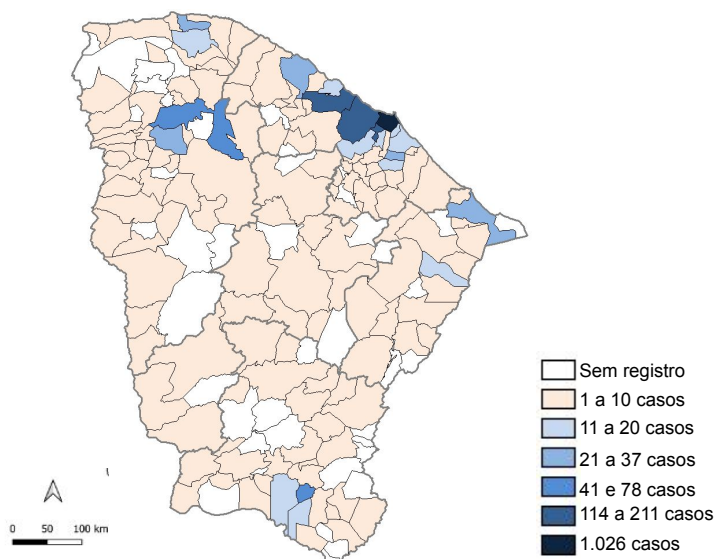 Sem registro
1 a 10 casos
11 a 20 casos
21 a 37 casos
41 e 78 casos
114 a 211 casos
1.026 casos
0 50 100 km